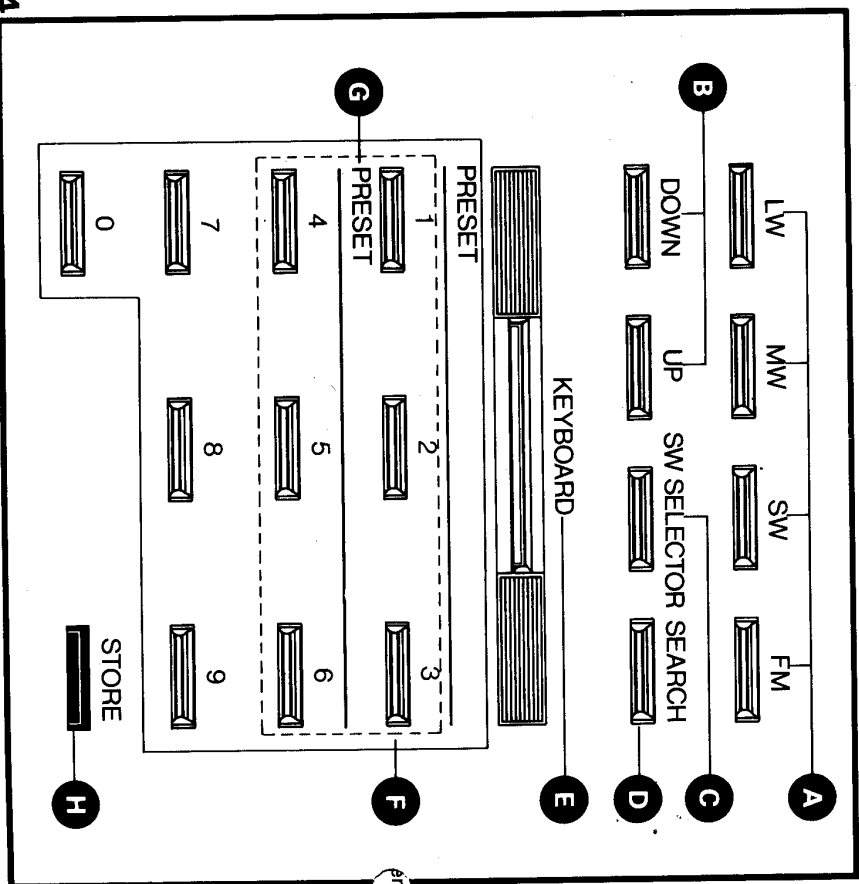 A
LW MW SW FM
B C
DOWN UP SW SELECTOR SEARCH
D
KEYBOARD E
PRESET
1 2 3
F
G PRESET
4 5 6
7 8 9
0 STORE
H